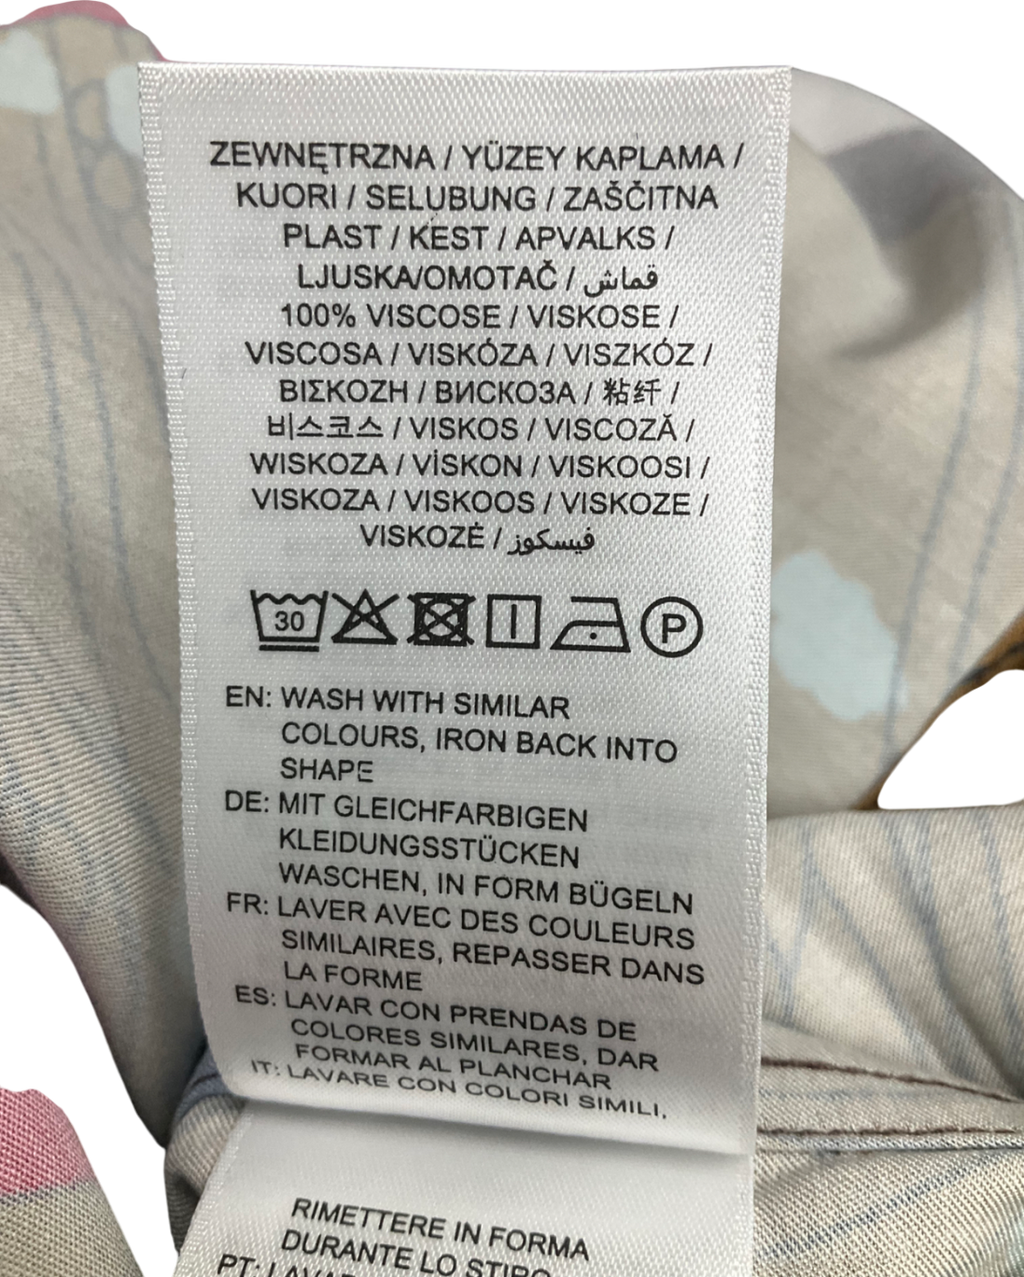 ZEWNĘTRZNA / YÜZEY KAPLAMA /
KUORI / SELUBUNG / ZAŠČITNA
PLAST / KEST / APVALKS /
LJUSKA/OMOTAČ / قماش
100% VISCOSE / VISKOSE /
VISCOSA / VISKÓZA / VISZKÓZ /
ΒΙΣΚΟΖΗ / ВИСКОЗА / 粘纤 /
비스코스 / VISKOS / VISCOZĂ /
WISKOZA / VİSKON / VISKOOSI /
VISKOZA / VISKOOS / VISKOZE /
VISKOZĖ / فيسكوز
30 P
EN: WASH WITH SIMILAR
COLOURS, IRON BACK INTO
SHAPE
DE: MIT GLEICHFARBIGEN
KLEIDUNGSSTÜCKEN
WASCHEN, IN FORM BÜGELN
FR: LAVER AVEC DES COULEURS
SIMILAIRES, REPASSER DANS
LA FORME
ES: LAVAR CON PRENDAS DE
COLORES SIMILARES, DAR
FORMAR AL PLANCHAR
IT: LAVARE CON COLORI SIMILI,
RIMETTERE IN FORMA
DURANTE LO STIRO
PT: